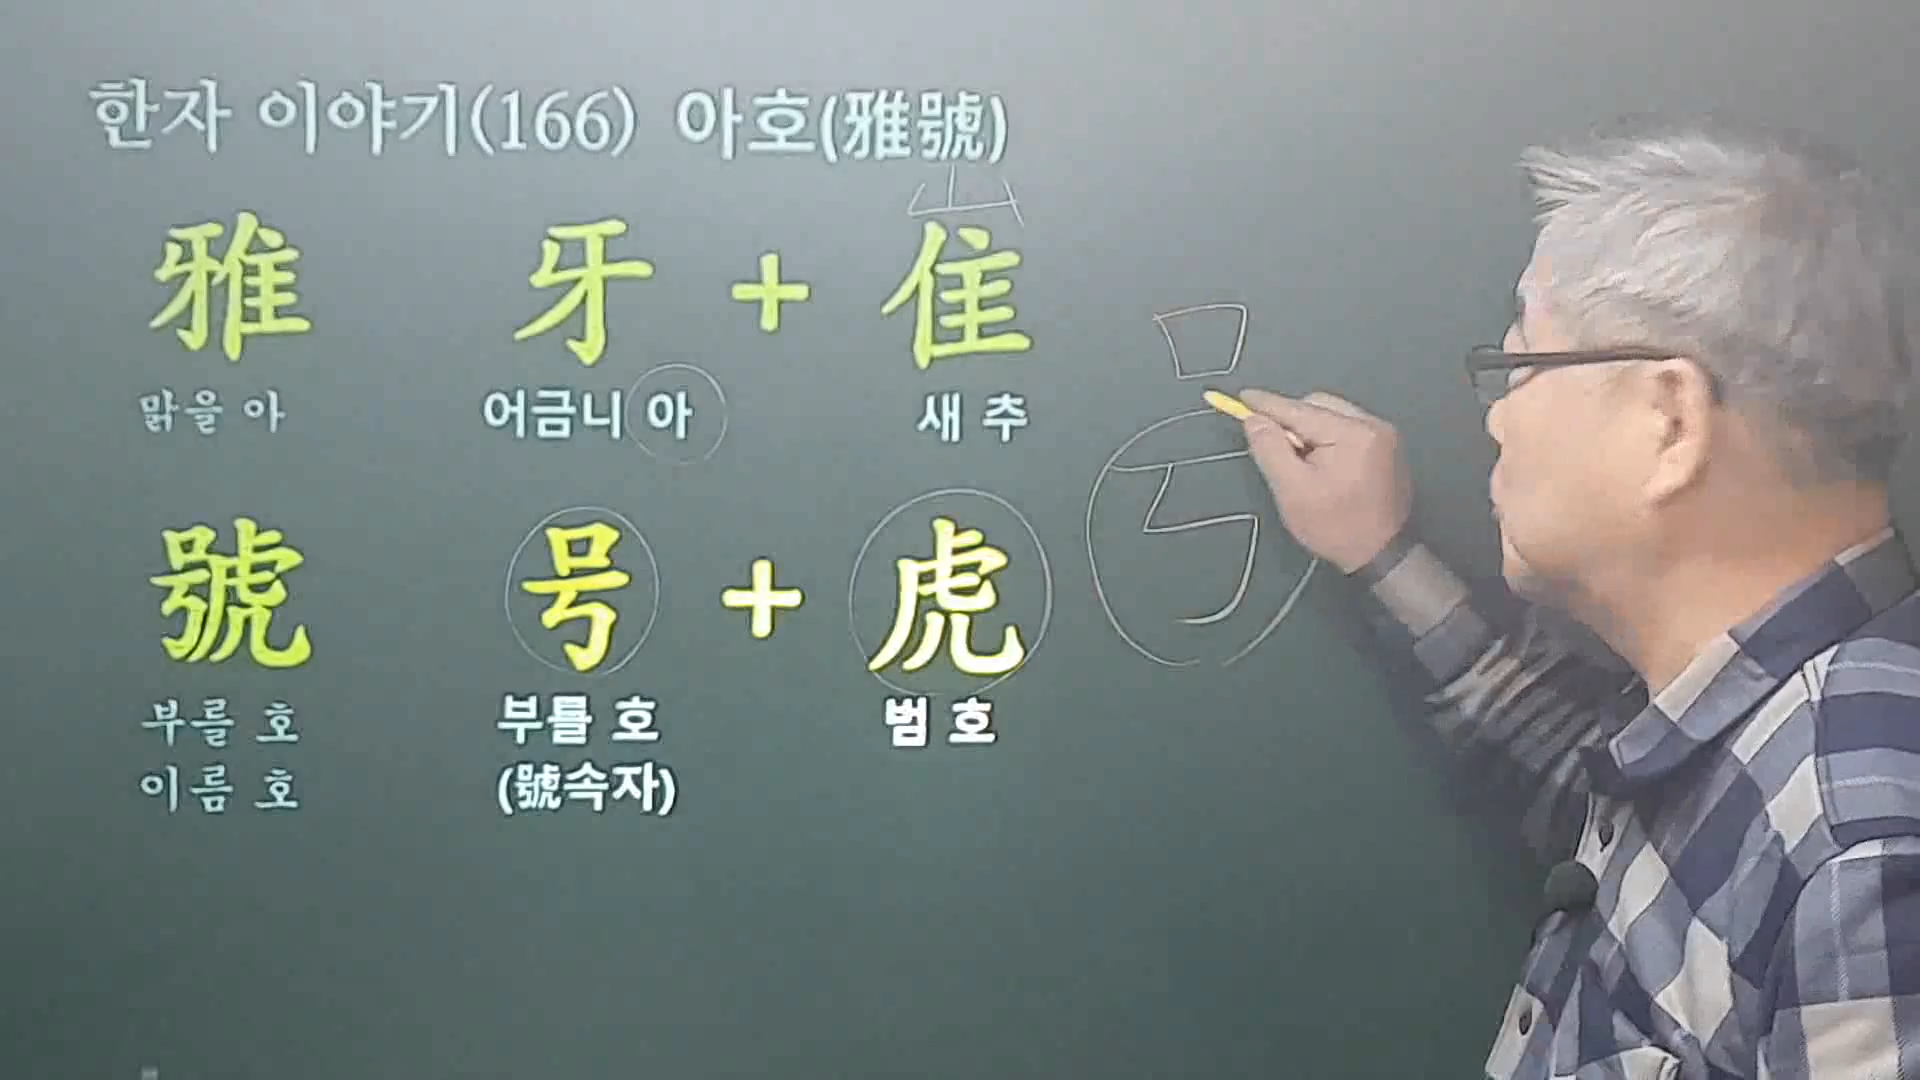 한자 이야기(166) 아호(雅號)
山
雅 牙 + 隹
맑을 아 어금니 아 새 추
號 号 + 虎
부를 호 부를 호 범 호
이름 호 (號속자)
号